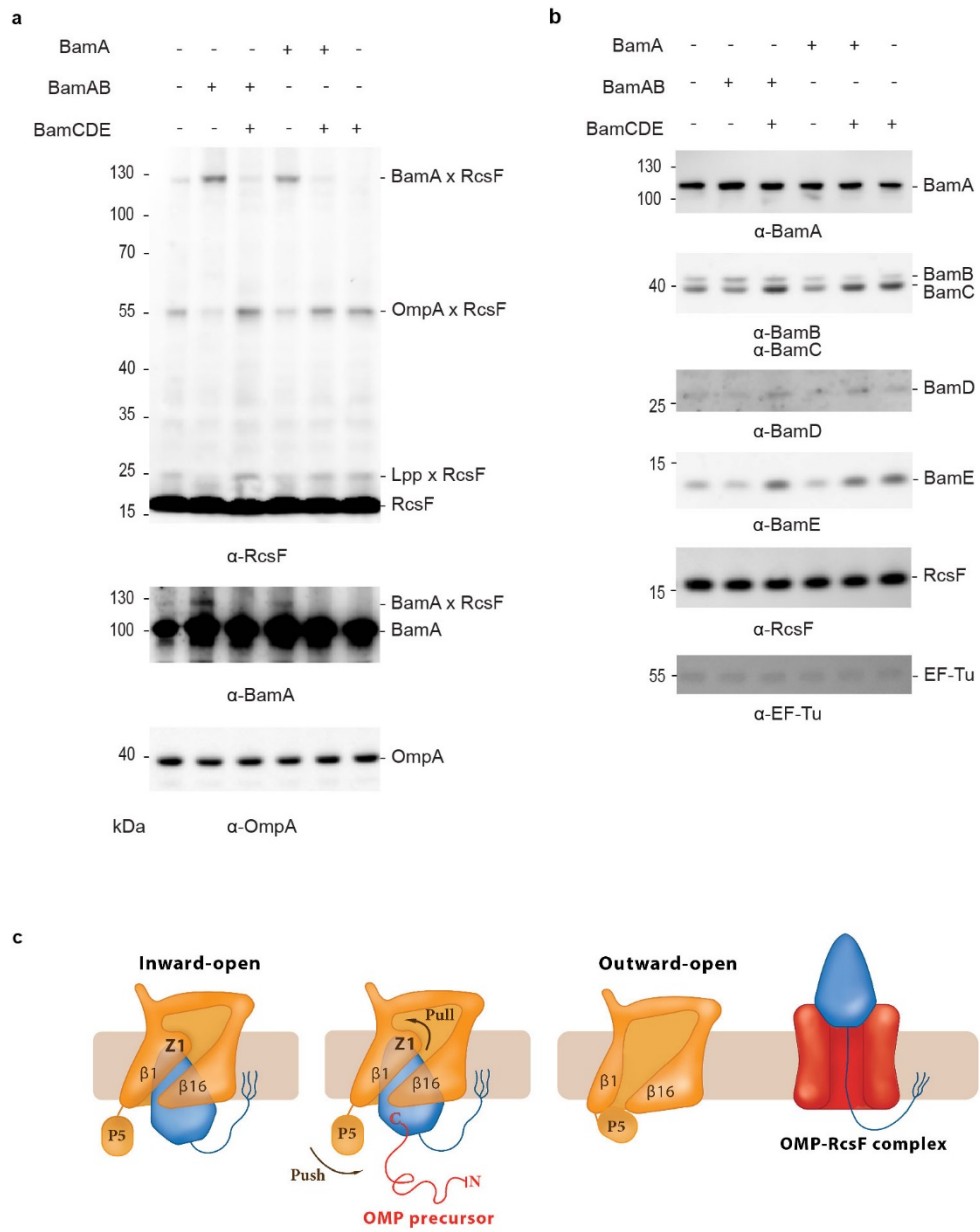 a
BamA - - - + + -
BamAB - + + - - -
BamCDE - - + - + +
130 -
100 -
70 -
55 -
40 -
35 -
25 -
15 -
- BamA x RcsF
- OmpA x RcsF
- Lpp x RcsF
- RcsF
α-RcsF
130 -
100 -
- BamA x RcsF
- BamA
α-BamA
40 -
- OmpA
kDa
α-OmpA
b
BamA - - - + + -
BamAB - + + - - -
BamCDE - - + - + +
130 -
100 -
- BamA
α-BamA
40 -
BamB
BamC
α-BamB
α-BamC
25 -
- BamD
α-BamD
15 -
- BamE
α-BamE
15 -
- RcsF
α-RcsF
55 -
- EF-Tu
α-EF-Tu
c
Inward-open
Z1
β1
β16
P5
Pull
Z1
β1
β16
P5
C
Push
N
OMP precursor
Outward-open
β1
β16
P5
OMP-RcsF complex